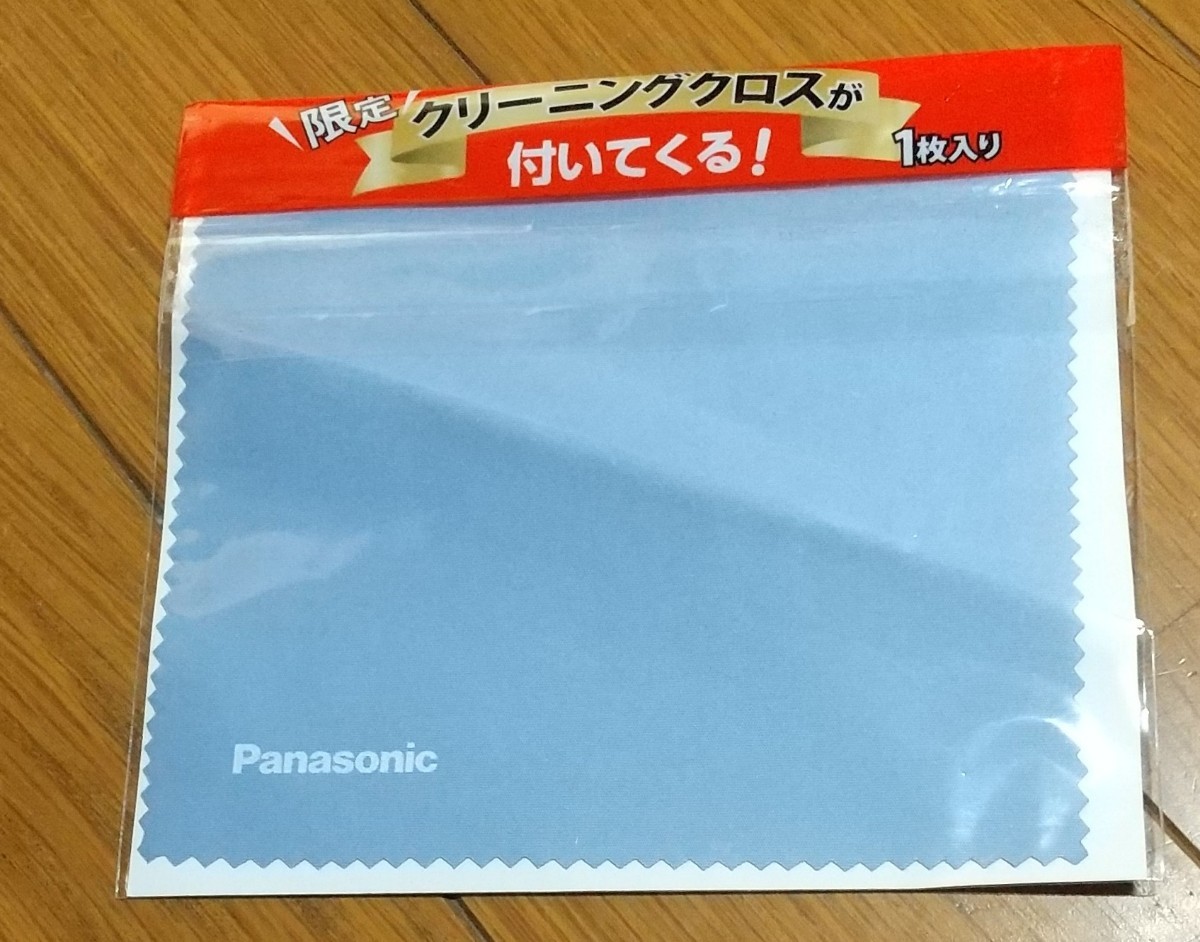 限定
クリーニングクロスが
付いてくる!
1枚入り
Panasonic